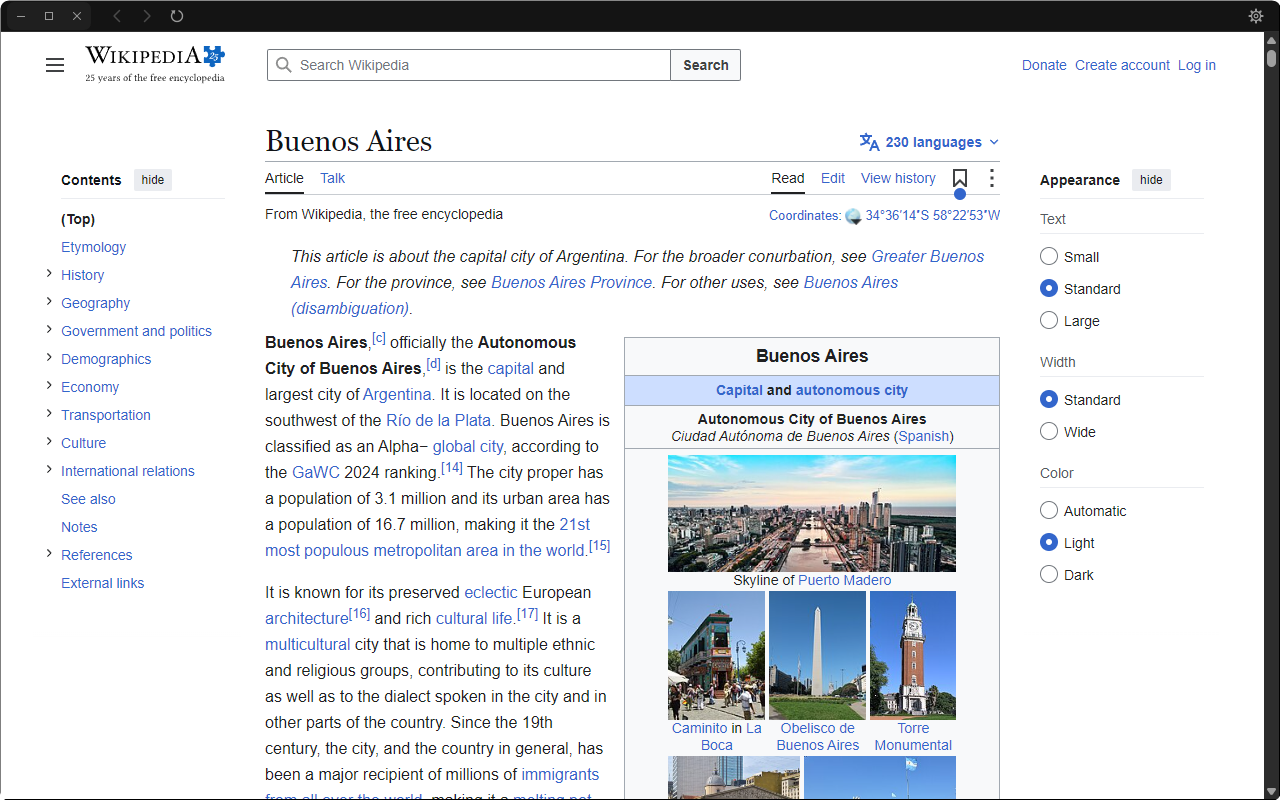 WIKIPEDIA 25
25 years of the free encyclopedia
Search Wikipedia
Search
Donate Create account Log in
Contents hide
(Top)
Etymology
History
Geography
Government and politics
Demographics
Economy
Transportation
Culture
International relations
See also
Notes
References
External links
Buenos Aires
230 languages
Article Talk
Read Edit View history
From Wikipedia, the free encyclopedia
Coordinates: 34°36′14″S 58°22′53″W
This article is about the capital city of Argentina. For the broader conurbation, see Greater Buenos
Aires. For the province, see Buenos Aires Province. For other uses, see Buenos Aires
(disambiguation).
Buenos Aires,[c] officially the Autonomous
City of Buenos Aires,[d] is the capital and
largest city of Argentina. It is located on the
southwest of the Río de la Plata. Buenos Aires is
classified as an Alpha− global city, according to
the GaWC 2024 ranking.[14] The city proper has
a population of 3.1 million and its urban area has
a population of 16.7 million, making it the 21st
most populous metropolitan area in the world.[15]
It is known for its preserved eclectic European
architecture[16] and rich cultural life.[17] It is a
multicultural city that is home to multiple ethnic
and religious groups, contributing to its culture
as well as to the dialect spoken in the city and in
other parts of the country. Since the 19th
century, the city, and the country in general, has
been a major recipient of millions of immigrants
from all over the world, making it a melting pot
Buenos Aires
Capital and autonomous city
Autonomous City of Buenos Aires
Ciudad Autónoma de Buenos Aires (Spanish)
Skyline of Puerto Madero
Caminito in La
Boca
Obelisco de
Buenos Aires
Torre
Monumental
Appearance hide
Text
Small
Standard
Large
Width
Standard
Wide
Color
Automatic
Light
Dark